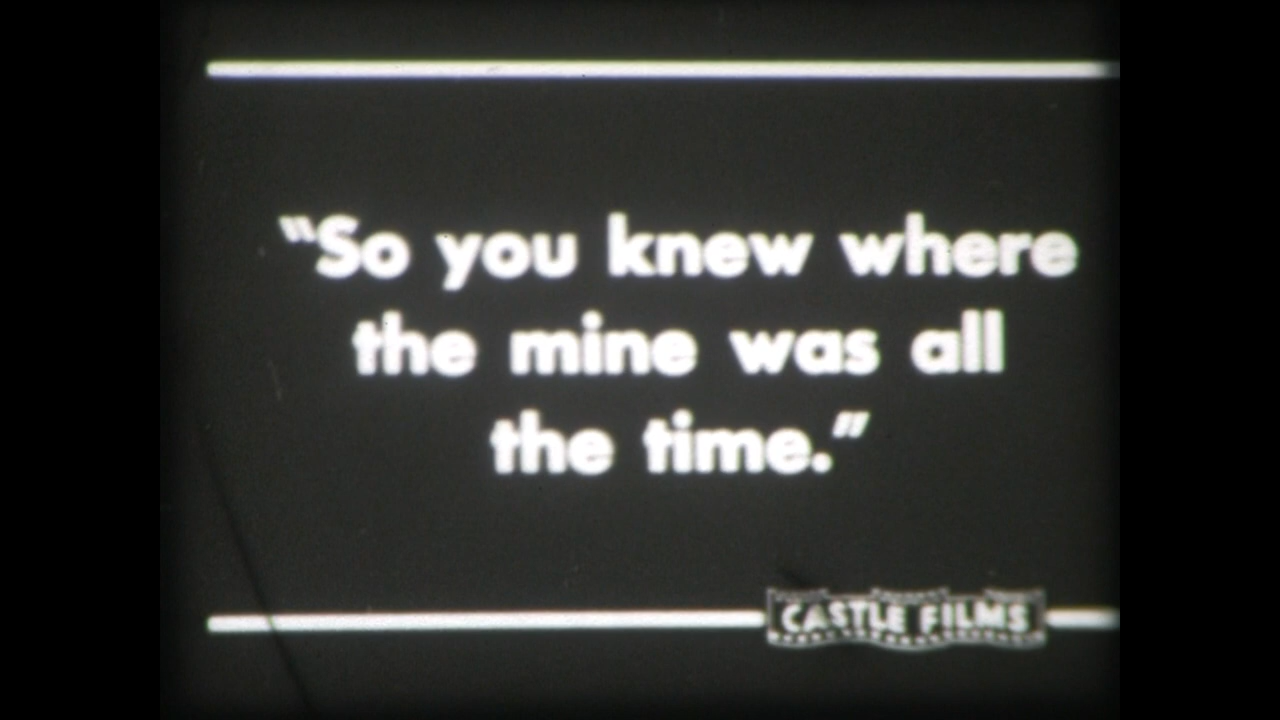 "So you knew where
the mine was all
the time."
CASTLE FILMS